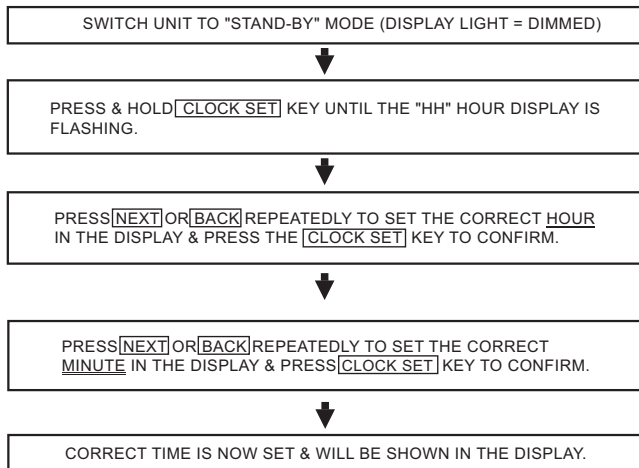 SWITCH UNIT TO "STAND-BY" MODE (DISPLAY LIGHT = DIMMED)
PRESS & HOLD CLOCK SET KEY UNTIL THE "HH" HOUR DISPLAY IS
FLASHING.
PRESS NEXT OR BACK REPEATEDLY TO SET THE CORRECT HOUR
IN THE DISPLAY & PRESS THE CLOCK SET KEY TO CONFIRM.
PRESS NEXT OR BACK REPEATEDLY TO SET THE CORRECT
MINUTE IN THE DISPLAY & PRESS CLOCK SET KEY TO CONFIRM.
CORRECT TIME IS NOW SET & WILL BE SHOWN IN THE DISPLAY.